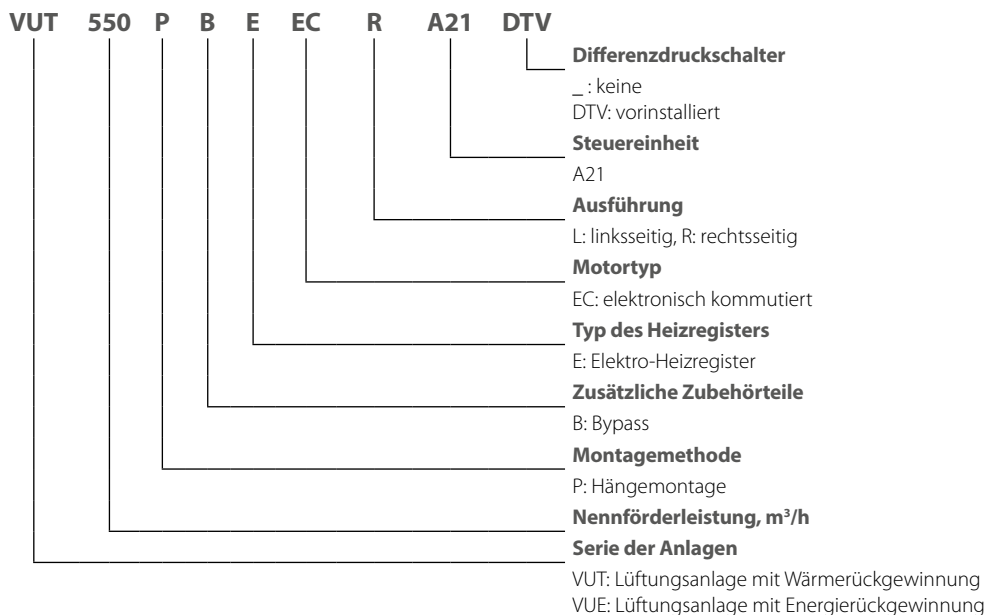 VUT 550 P B E EC R A21 DTV
Differenzdruckschalter
_ : keine
DTV: vorinstalliert
Steuereinheit
A21
Ausführung
L: linksseitig, R: rechtsseitig
Motortyp
EC: elektronisch kommutiert
Typ des Heizregisters
E: Elektro-Heizregister
Zusätzliche Zubehörteile
B: Bypass
Montagemethode
P: Hängemontage
Nennförderleistung, m³/h
Serie der Anlagen
VUT: Lüftungsanlage mit Wärmerückgewinnung
VUE: Lüftungsanlage mit Energierückgewinnung